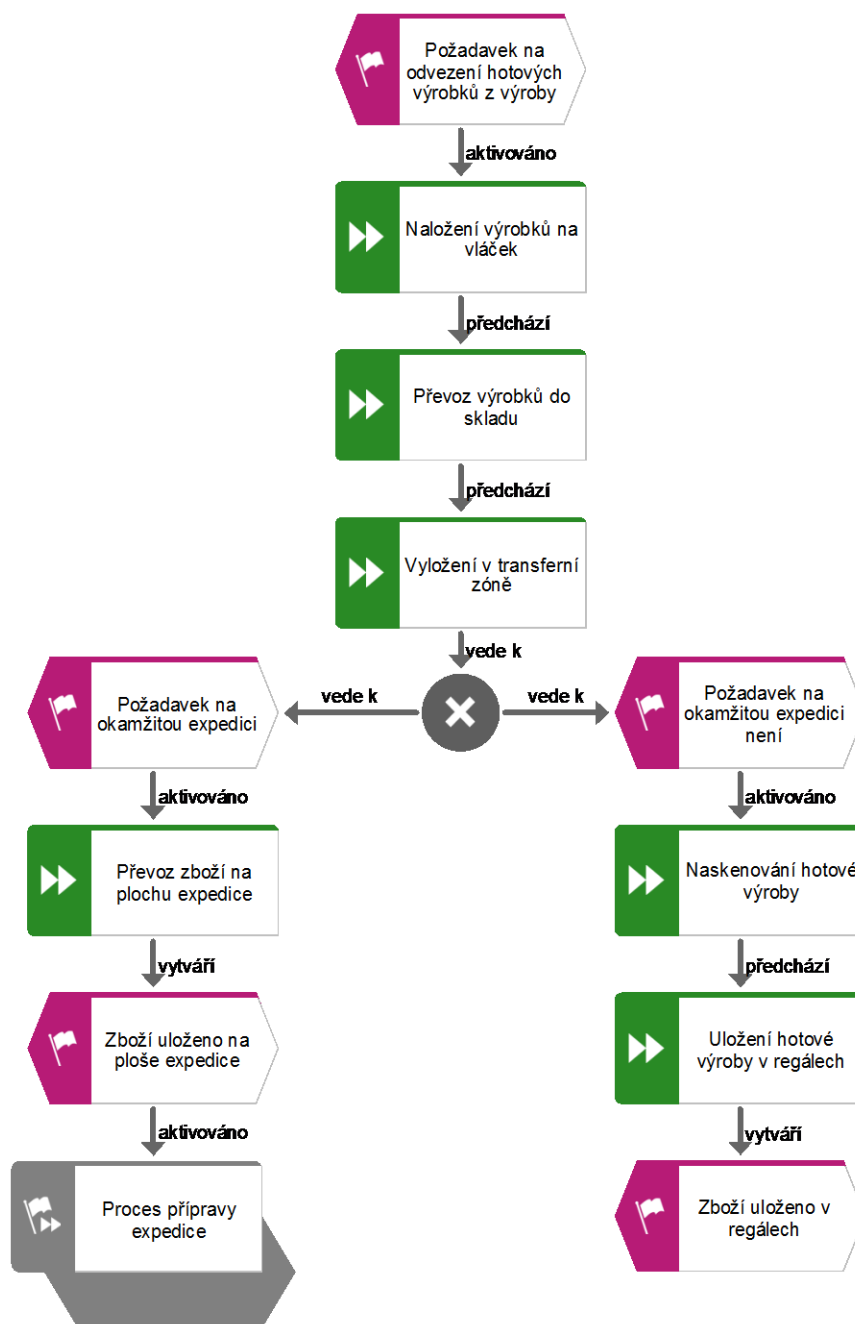 Požadavek na
odvezení hotových
výrobků z výroby
aktivováno
Naložení výrobků na
vláček
předchází
Převoz výrobků do
skladu
předchází
Vyložení v transferní
zóně
vede k
vede k
vede k
Požadavek na
okamžitou expedici
Požadavek na
okamžitou expedici
není
aktivováno
aktivováno
Převoz zboží na
plochu expedice
Naskenování hotové
výroby
vytváří
předchází
Zboží uloženo na
ploše expedice
Uložení hotové
výroby v regálech
aktivováno
vytváří
Proces přípravy
expedice
Zboží uloženo v
regálech